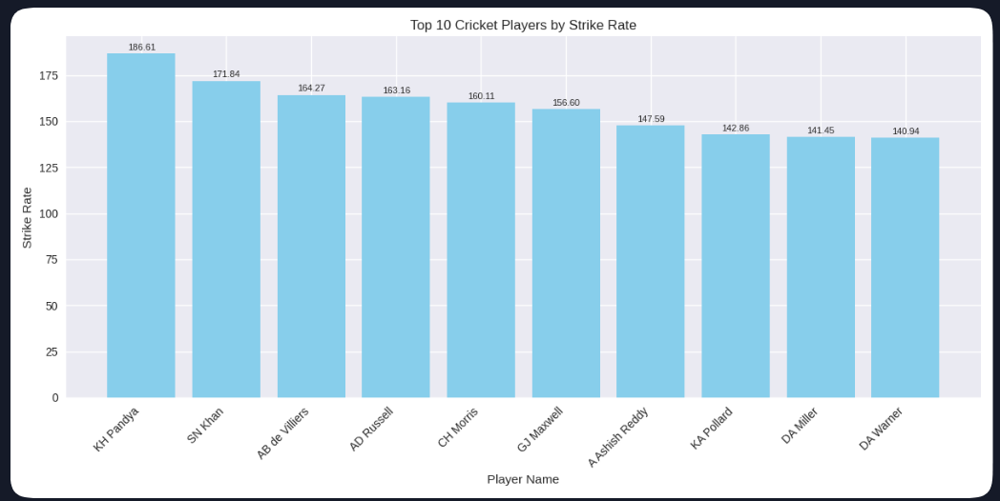 Top 10 Cricket Players by Strike Rate
186.61
171.84
164.27
163.16
160.11
156.60
147.59
142.86
141.45
140.94
175
150
125
100
75
50
25
0
Strike Rate
KH Pandya
SN Khan
AB de Villiers
AD Russell
CH Morris
GJ Maxwell
A Ashish Reddy
KA Pollard
DA Miller
DA Warner
Player Name